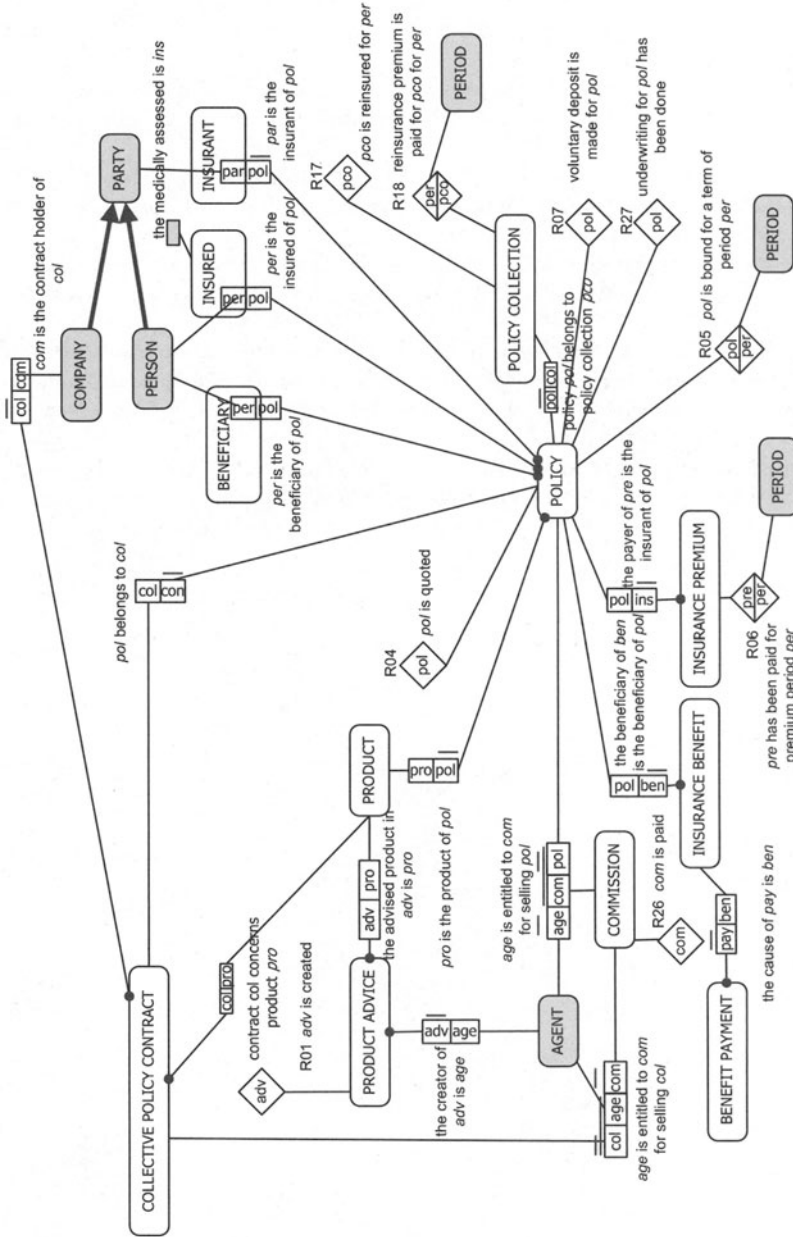 COLLECTIVE POLICY CONTRACT
pol belongs to col
col con
com is the contract holder of
col
col com
COMPANY
PARTY
PERSON
the medically assessed is ins
INSURANT
par pol
par is the
insurant of pol
INSURED
per pol
per is the
insured of pol
BENEFICIARY
per pol
per is the
beneficiary of pol
col pro
contract col concerns
product pro
R01 adv is created
adv
PRODUCT ADVICE
adv pro
the advised product in
adv is pro
PRODUCT
pro pol
pro is the product of pol
R04
pol
pol is quoted
adv age
the creator of
adv is age
AGENT
age is entitled to com
for selling pol
age com pol
col age com
age is entitled to com
for selling col
COMMISSION
R26 com is paid
com
POLICY
R17
pco
pco is reinsured for per
R18 reinsurance premium is
paid for pco for per
per
pco
PERIOD
POLICY COLLECTION
pol col
policy pol belongs to
policy collection pco
R07
pol
voluntary deposit is
made for pol
R27
pol
underwriting for pol has
been done
R05 pol is bound for a term of
period per
pol
per
PERIOD
the payer of pre is the
insurant of pol
pol ins
INSURANCE PREMIUM
pre
per
R06
pre has been paid for
premium period per
PERIOD
the beneficiary of ben
is the beneficiary of pol
pol ben
INSURANCE BENEFIT
pay ben
the cause of pay is ben
BENEFIT PAYMENT